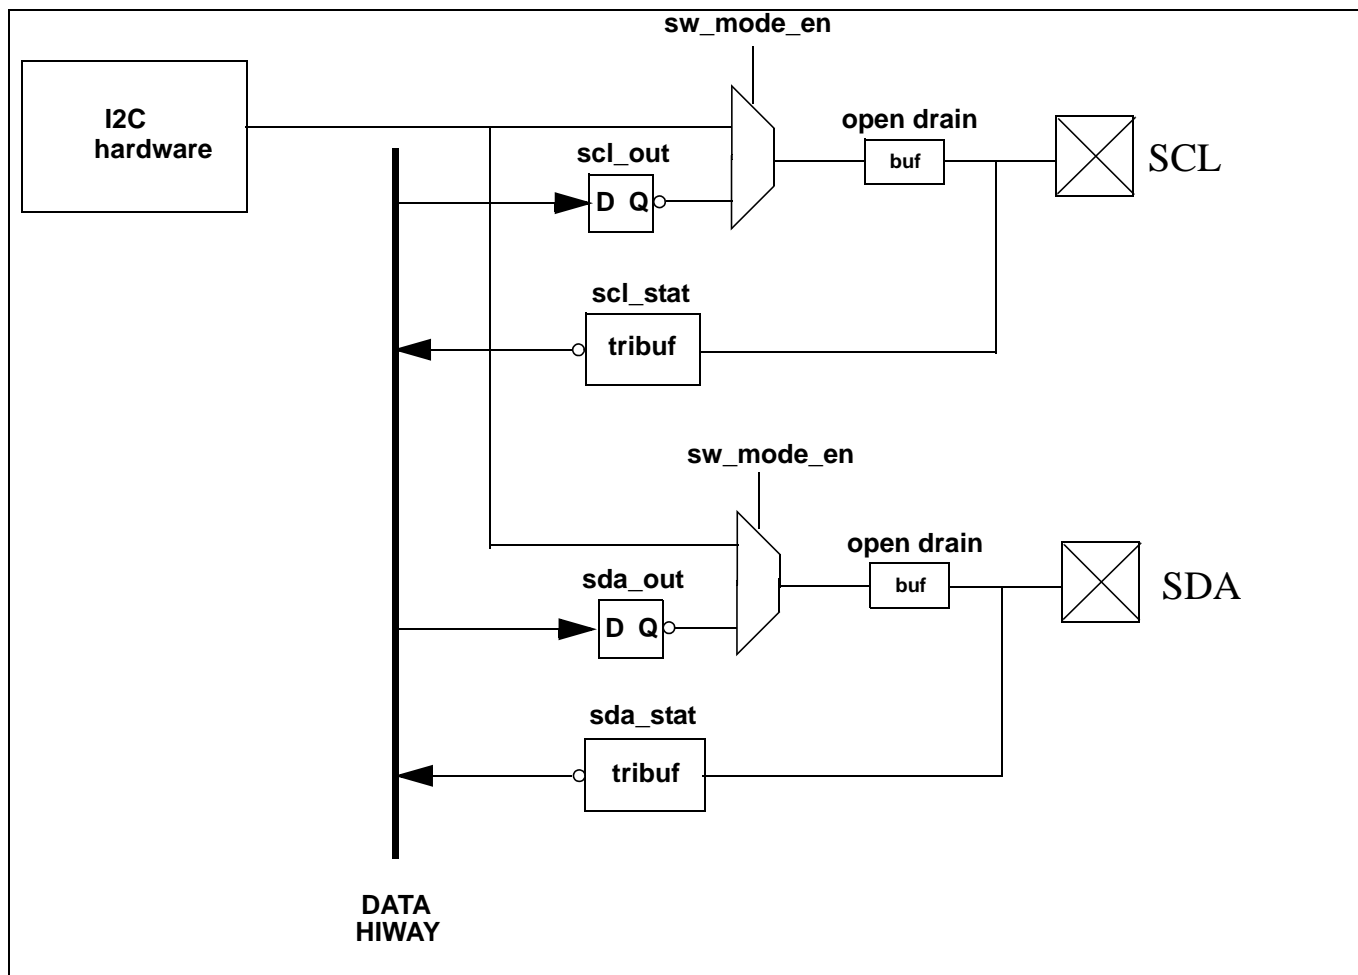 sw_mode_en
I2C
hardware
open drain
scl_out
buf
SCL
D Q
scl_stat
tribuf
sw_mode_en
open drain
sda_out
buf
SDA
D Q
sda_stat
tribuf
DATA
HIWAY